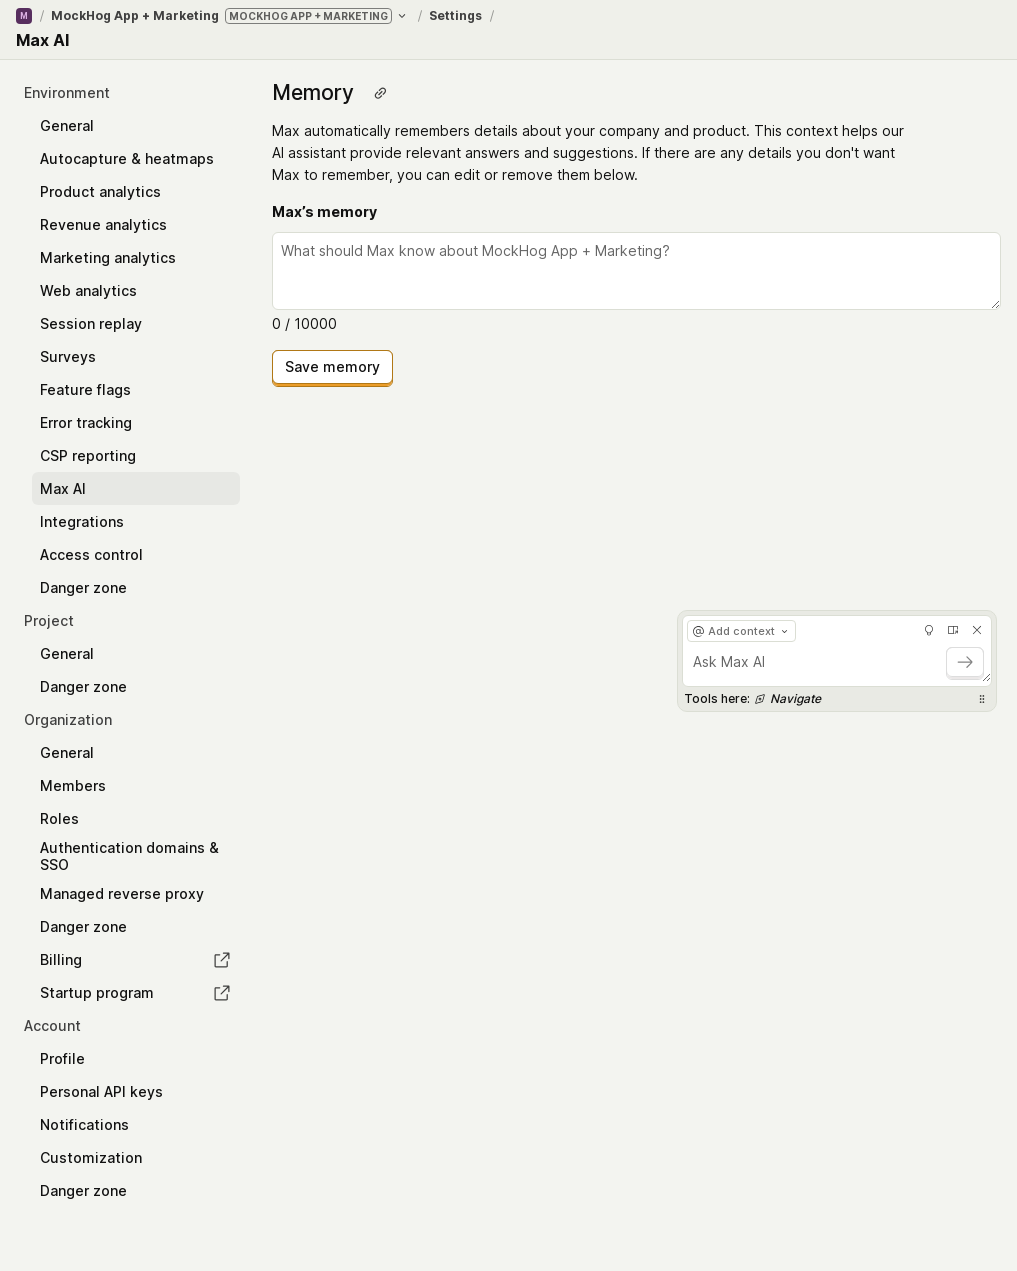 M / MockHog App + Marketing MOCKHOG APP + MARKETING / Settings /
Max AI
Environment
General
Autocapture & heatmaps
Product analytics
Revenue analytics
Marketing analytics
Web analytics
Session replay
Surveys
Feature flags
Error tracking
CSP reporting
Max AI
Integrations
Access control
Danger zone
Project
General
Danger zone
Organization
General
Members
Roles
Authentication domains &
SSO
Managed reverse proxy
Danger zone
Billing
Startup program
Account
Profile
Personal API keys
Notifications
Customization
Danger zone
Memory
Max automatically remembers details about your company and product. This context helps our
AI assistant provide relevant answers and suggestions. If there are any details you don't want
Max to remember, you can edit or remove them below.
Max’s memory
What should Max know about MockHog App + Marketing?
0 / 10000
Save memory
@ Add context
Ask Max AI
Tools here: Navigate